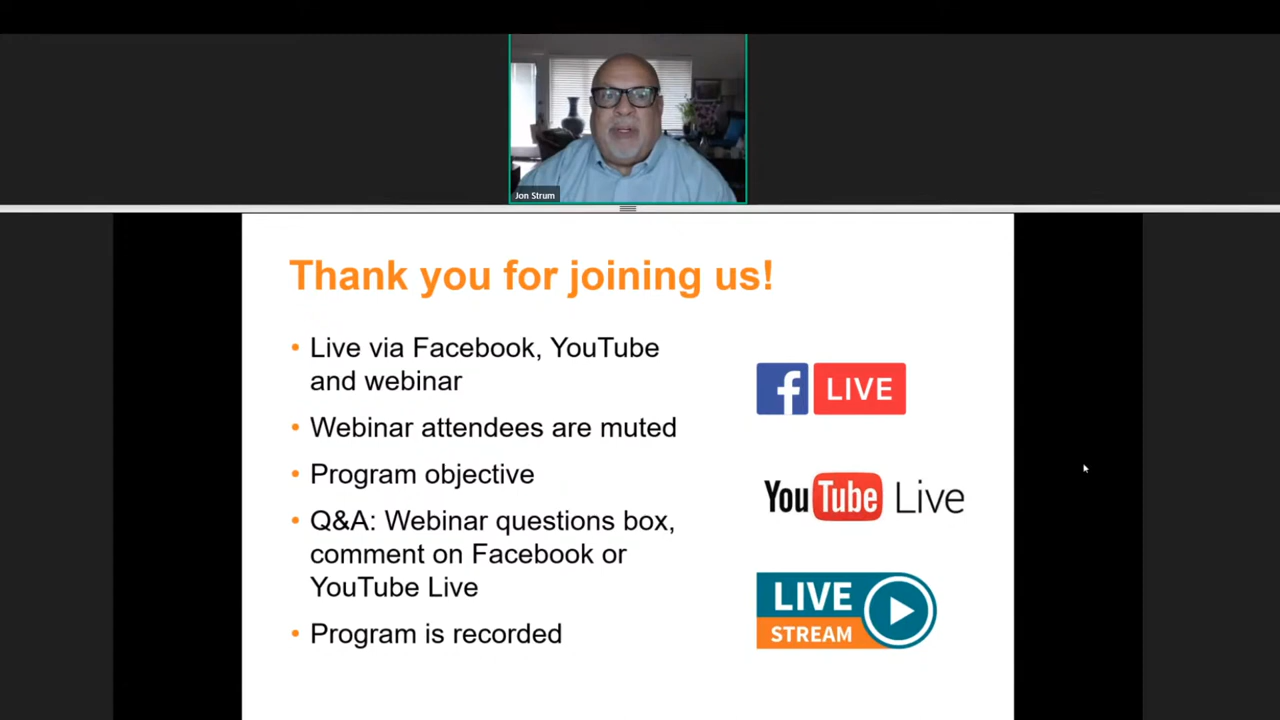 Jon Strum
Thank you for joining us!
• Live via Facebook, YouTube
and webinar
• Webinar attendees are muted
• Program objective
• Q&A: Webinar questions box,
comment on Facebook or
YouTube Live
• Program is recorded
f LIVE
YouTube Live
LIVE
STREAM